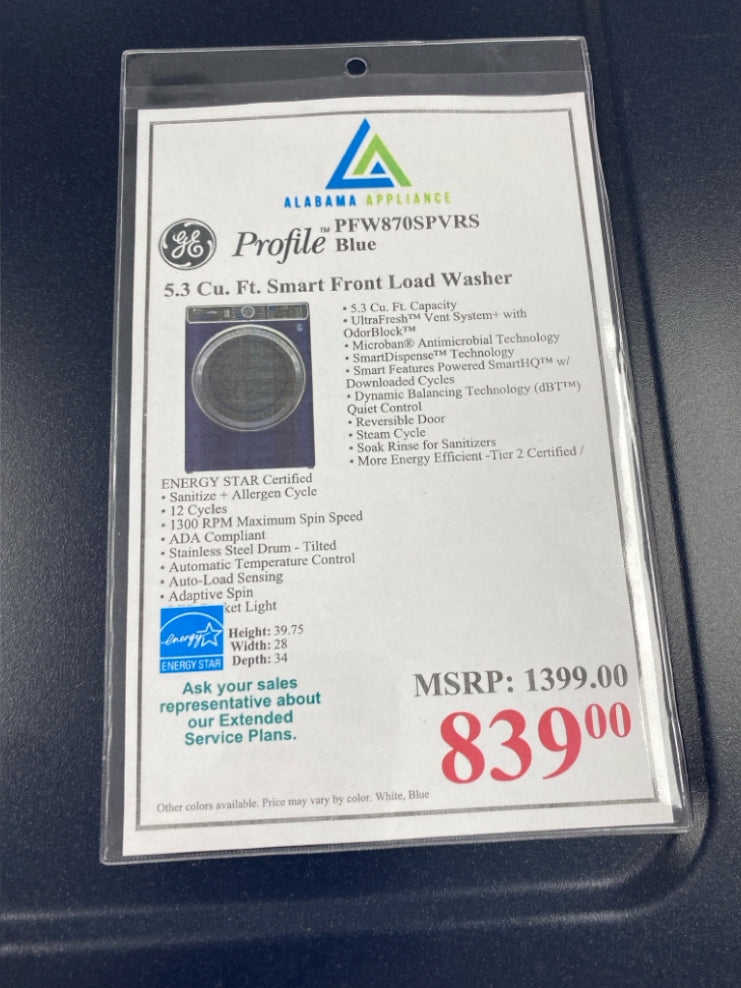 ALABAMA APPLIANCE
GE Profile™ PFW870SPVRS
Blue
5.3 Cu. Ft. Smart Front Load Washer
• 5.3 Cu. Ft. Capacity
• UltraFresh™ Vent System+ with
OdorBlock™
• Microban® Antimicrobial Technology
• SmartDispense™ Technology
• Smart Features Powered SmartHQ™ w/
Downloaded Cycles
• Dynamic Balancing Technology (dBT™)
Quiet Control
• Reversible Door
• Steam Cycle
• Soak Rinse for Sanitizers
• More Energy Efficient -Tier 2 Certified /
ENERGY STAR Certified
• Sanitize + Allergen Cycle
• 12 Cycles
• 1300 RPM Maximum Spin Speed
• ADA Compliant
• Stainless Steel Drum - Tilted
• Automatic Temperature Control
• Auto-Load Sensing
• Adaptive Spin
Light
energy
ENERGY STAR
Height: 39.75
Width: 28
Depth: 34
Ask your sales
representative about
our Extended
Service Plans.
MSRP: 1399.00
83900
Other colors available. Price may vary by color. White, Blue